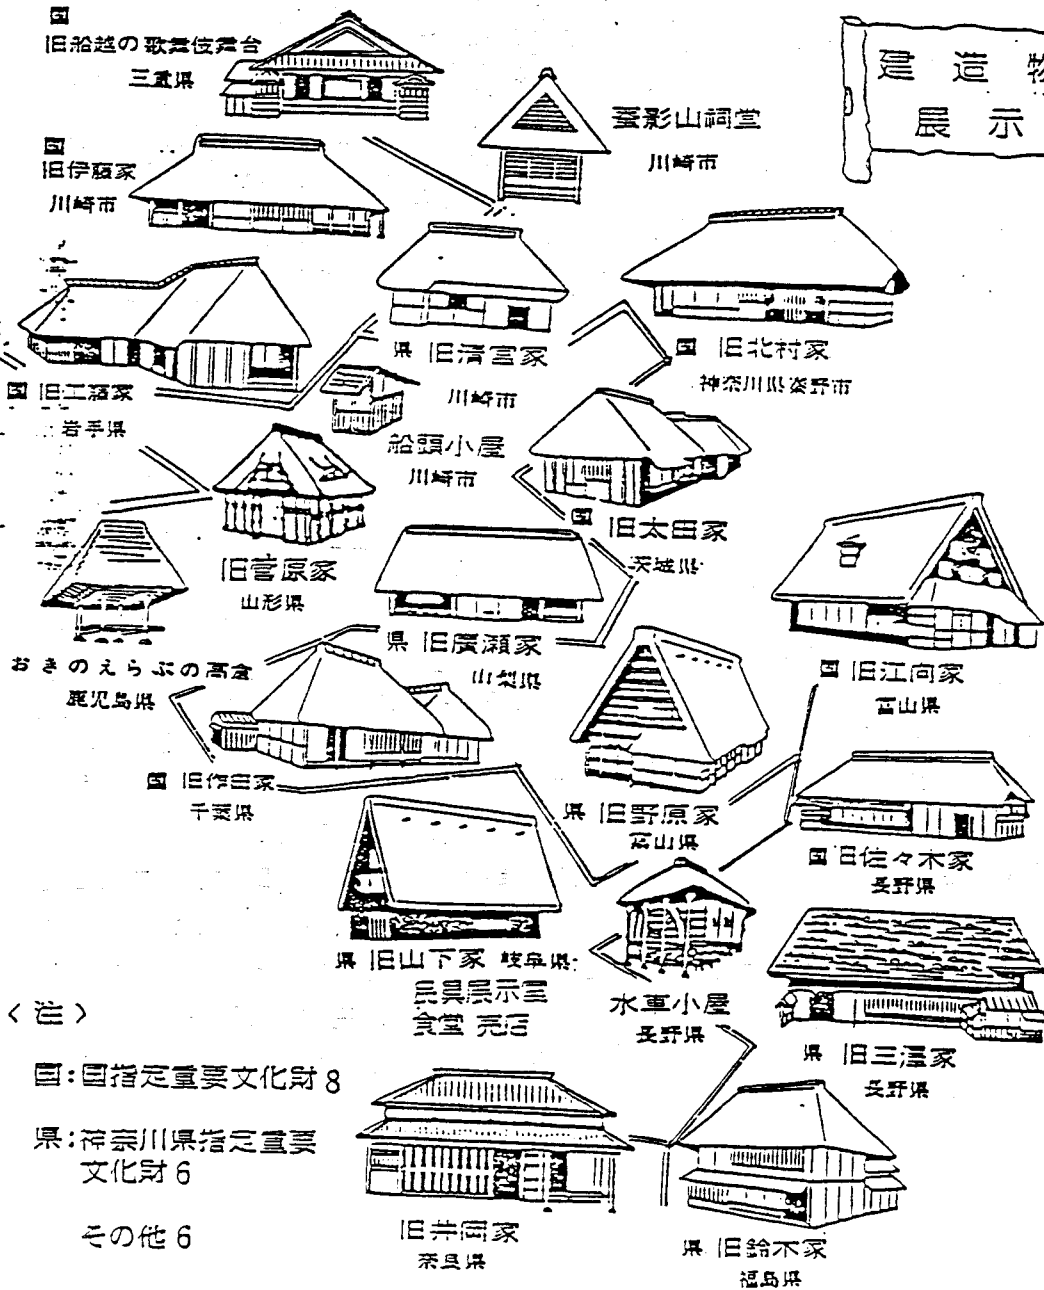 国
旧船越の歌舞伎舞台
三重県
建造物
展示
蚕影山祠堂
川崎市
国
旧伊藤家
川崎市
県 旧清宮家
川崎市
国 旧北村家
神奈川県秦野市
国 旧工藤家
岩手県
船頭小屋
川崎市
国 旧太田家
茨城県
旧菅原家
山形県
県 旧廣瀬家
山梨県
おきのえらぶの高倉
鹿児島県
国 旧江向家
富山県
国 旧作田家
千葉県
県 旧野原家
富山県
国 旧佐々木家
長野県
県 旧山下家 岐阜県
民具展示室
食堂 売店
水車小屋
長野県
県 旧三澤家
長野県
〈注〉
国:国指定重要文化財8
県:神奈川県指定重要
文化財6
その他6
旧井岡家
奈良県
県 旧鈴木家
福島県